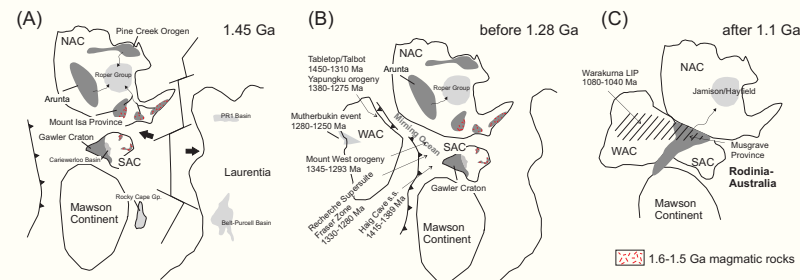 (A)
1.45 Ga
Pine Creek Orogen
NAC
Roper Group
Arunta
Mount Isa Province
Gawler Craton
Cariewerloo Basin
SAC
PR1 Basin
Laurentia
Rocky Cape Gp.
Mawson
Continent
Belt-Purcell Basin
(B)
before 1.28 Ga
NAC
Tabletop/Talbot
1450-1310 Ma
Yapungku orogeny
1380-1275 Ma
Arunta
Roper Group
Mutherbukin event
1280-1250 Ma
WAC
Mirning Ocean
SAC
Mount West orogeny
1345-1293 Ma
Gawler Craton
Recherche Supersuite
Fraser Zone
1330-1280 Ma
Haig Cave s.s.
1415-1389 Ma
Mawson
Continent
(C)
after 1.1 Ga
NAC
Warakurna LIP
1080-1040 Ma
Jamison/Hayfield
Musgrave
Province
WAC
SAC
Rodinia-
Australia
Mawson
Continent
1.6-1.5 Ga magmatic rocks